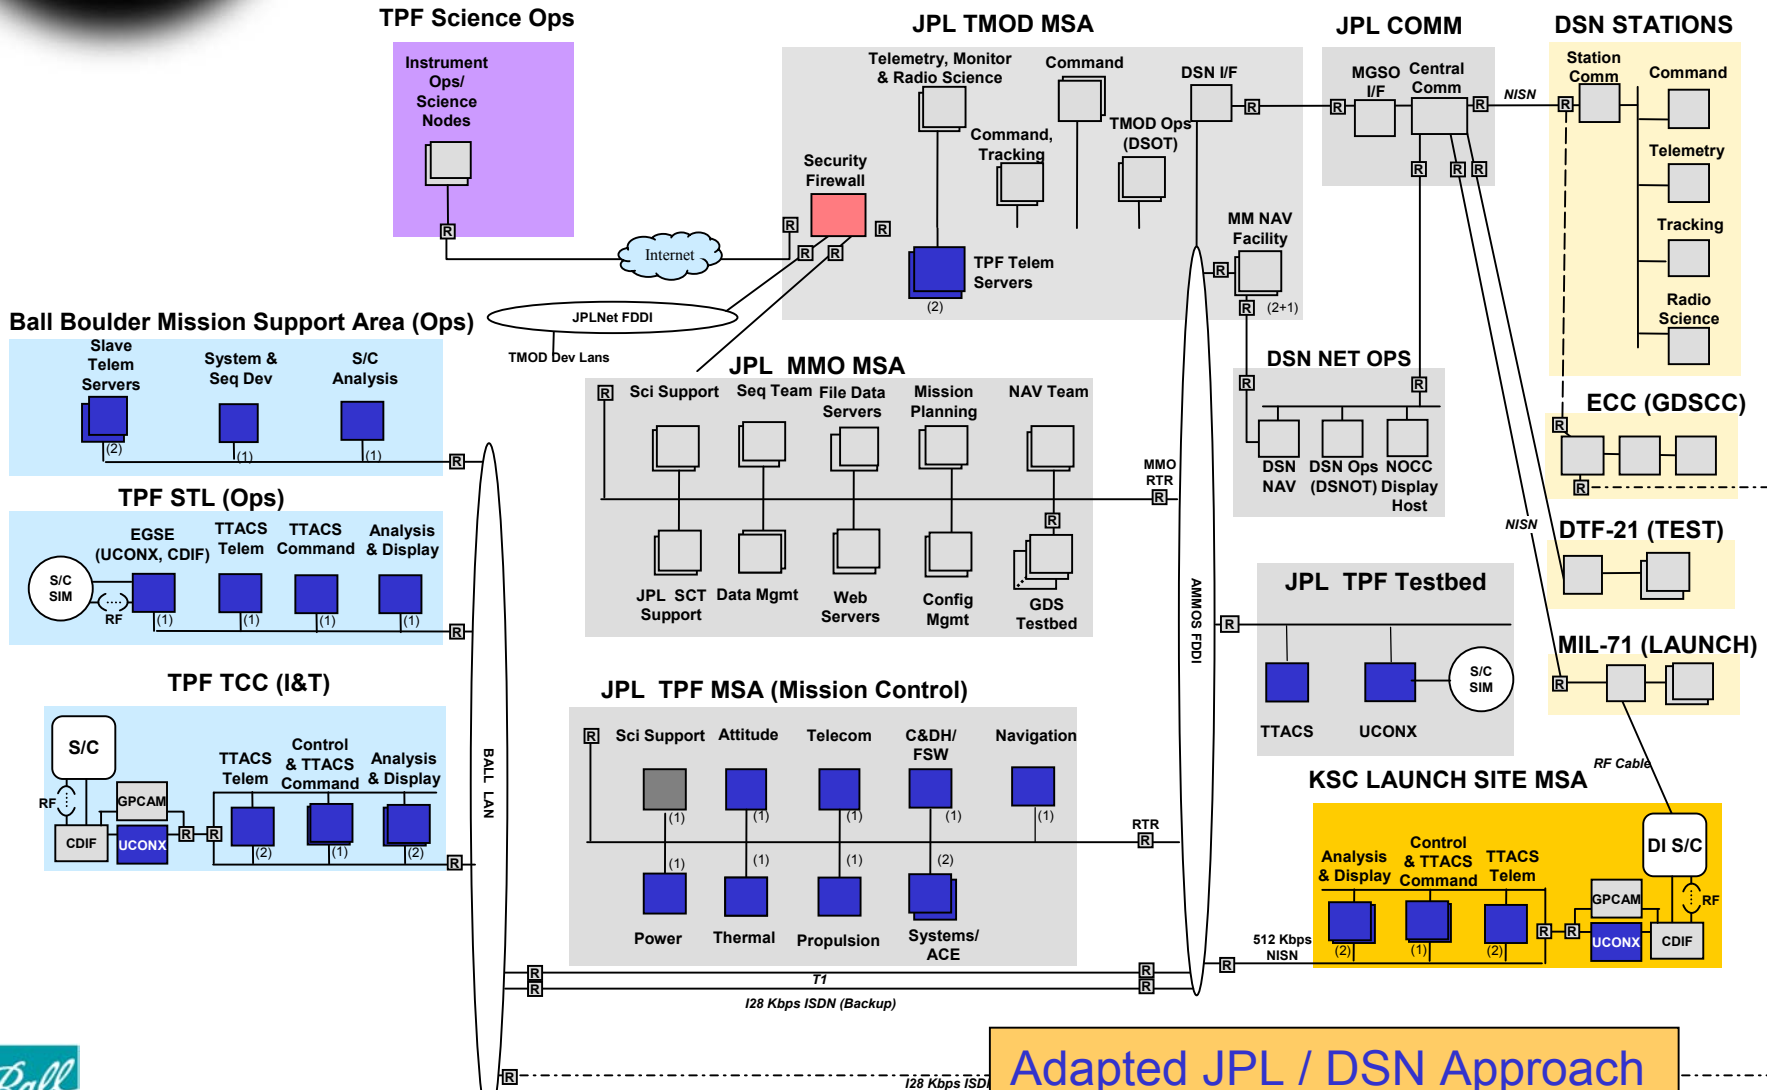 TPF Science Ops
Instrument
Ops/
Science
Nodes
R
Internet
JPL TMOD MSA
Telemetry, Monitor
& Radio Science
Command
DSN I/F
R
Command,
Tracking
TMOD Ops
(DSOT)
Security
Firewall
R
R
R
R
TPF Telem
Servers
(2)
MM NAV
Facility
R
R
(2+1)
JPL COMM
MGSO
I/F
Central
Comm
R
R
R
R
R
NISN
DSN STATIONS
Station
Comm
R
Command
Telemetry
Tracking
Radio
Science
JPLNet FDDI
TMOD Dev Lans
Ball Boulder Mission Support Area (Ops)
Slave
Telem
Servers
System &
Seq Dev
S/C
Analysis
(2)
(1)
(1)
R
JPL MMO MSA
R
Sci Support
Seq Team
File Data
Servers
Mission
Planning
NAV Team
MMO
RTR
R
R
JPL SCT
Support
Data Mgmt
Web
Servers
Config
Mgmt
GDS
Testbed
DSN NET OPS
R
R
DSN
NAV
DSN Ops
(DSNOT)
NOCC
Display
Host
ECC (GDSCC)
R
R
NISN
DTF-21 (TEST)
MIL-71 (LAUNCH)
R
RF Cable
TPF STL (Ops)
EGSE
(UCONX, CDIF)
TTACS
Telem
TTACS
Command
Analysis
& Display
S/C
SIM
RF
(1)
(1)
(1)
(1)
R
TPF TCC (I&T)
S/C
RF
GPCAM
CDIF
UCONX
R
R
TTACS
Telem
Control
& TTACS
Command
Analysis
& Display
(2)
(1)
(2)
R
BALL LAN
JPL TPF MSA (Mission Control)
R
Sci Support
Attitude
Telecom
C&DH/
FSW
Navigation
(1)
(1)
(1)
(1)
(1)
RTR
R
(1)
(1)
(1)
(2)
Power
Thermal
Propulsion
Systems/
ACE
AMMOS FDDI
JPL TPF Testbed
R
S/C
SIM
TTACS
UCONX
KSC LAUNCH SITE MSA
Analysis
& Display
Control
& TTACS
Command
TTACS
Telem
(2)
(1)
(2)
R
R
DI S/C
GPCAM
RF
UCONX
CDIF
512 Kbps
NISN
R
R
T1
R
R
I28 Kbps ISDN (Backup)
R
R
I28 Kbps ISD
Adapted JPL / DSN Approach
Ball